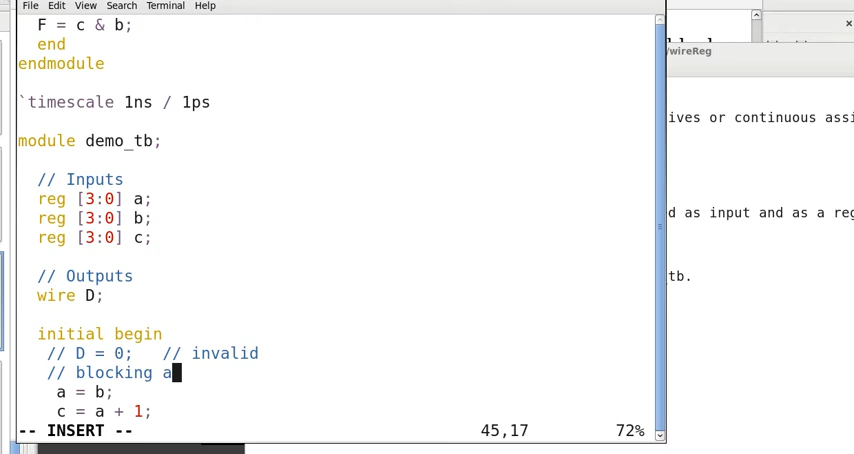 File Edit View Search Terminal Help
F = c & b;
end
endmodule
`timescale 1ns / 1ps
module demo_tb;
// Inputs
reg [3:0] a;
reg [3:0] b;
reg [3:0] c;
// Outputs
wire D;
initial begin
// D = 0;   // invalid
// blocking a
a = b;
c = a + 1;
-- INSERT -- 45,17 72%
/wireReg
ives or continuous assi
d as input and as a reg
tb.